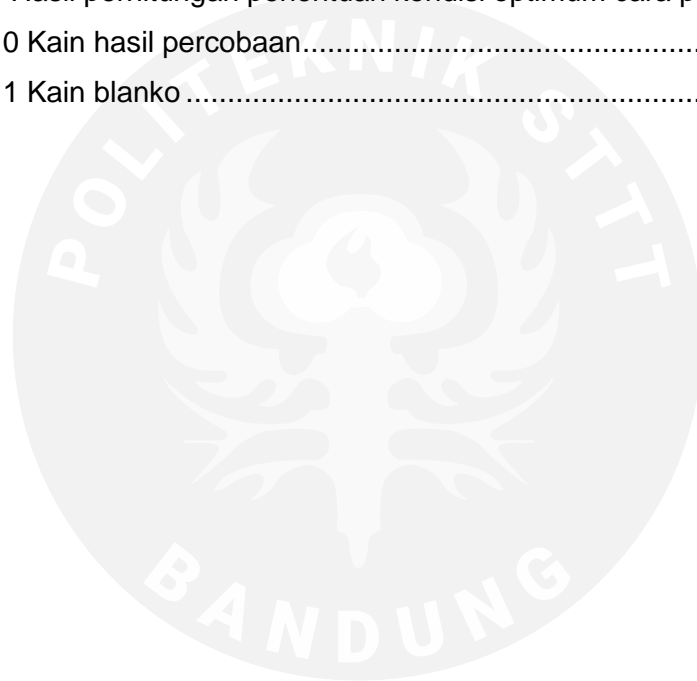 Hasil perhitungan penentuan kondisi optimum cara
0 Kain hasil percobaan................................................
1 Kain blanko..............................................................
POLITEKNIK STTT
BANDUNG